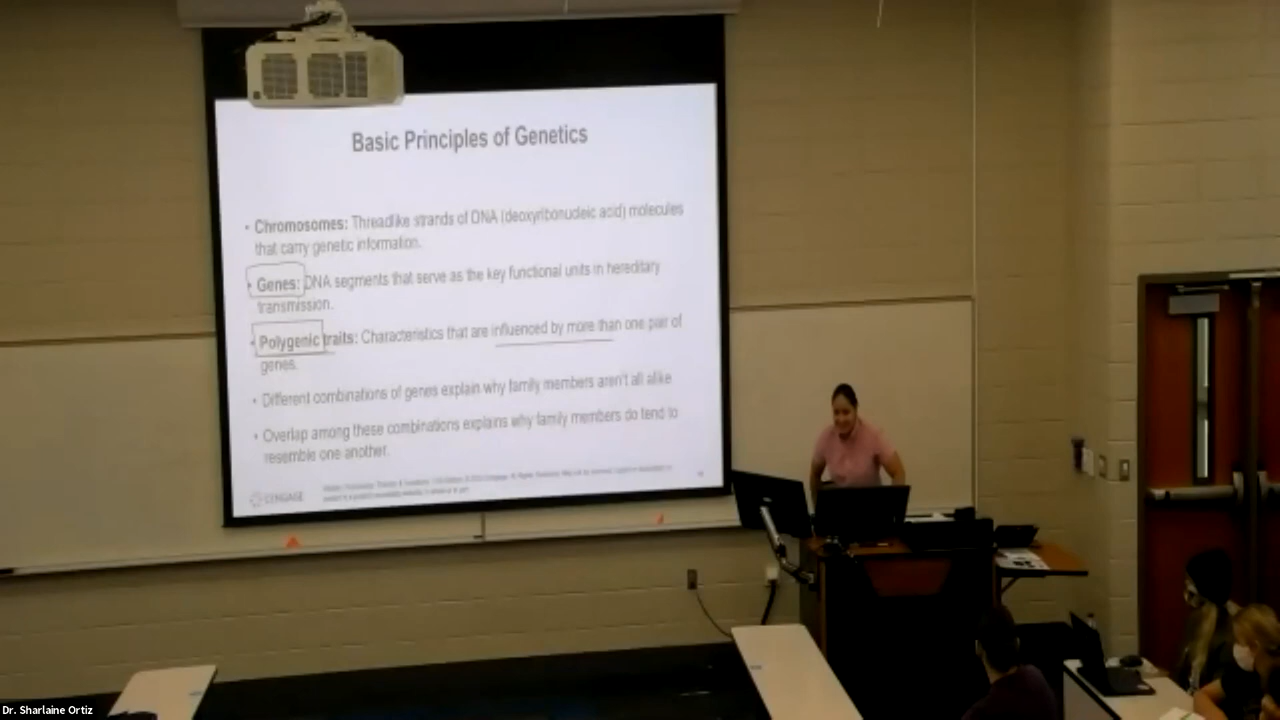 Basic Principles of Genetics
• Chromosomes: Threadlike strands of DNA (deoxyribonucleic acid) molecules
that carry genetic information.
• Genes: DNA segments that serve as the key functional units in hereditary
transmission.
• Polygenic traits: Characteristics that are influenced by more than one pair of
genes.
• Different combinations of genes explain why family members aren't all alike
• Overlap among these combinations explains why family members do tend to
resemble one another.
CENGAGE
Dr. Sharlaine Ortiz